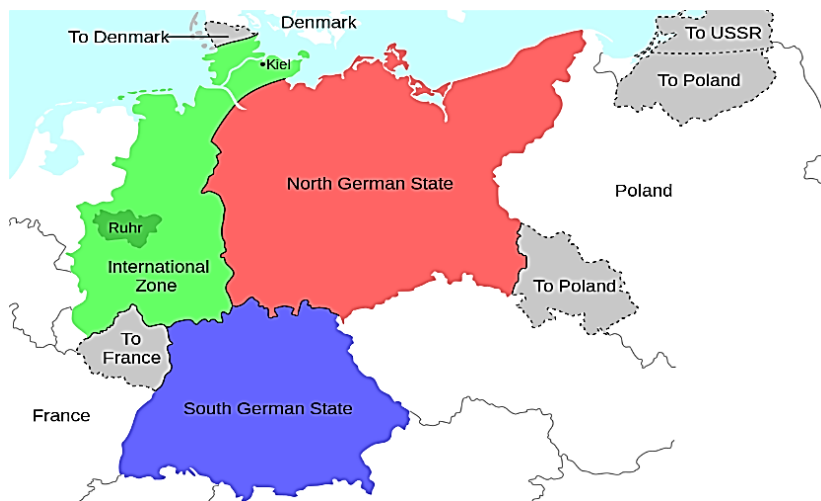 Denmark
To Denmark
To USSR
Kiel
To Poland
North German State
Poland
Ruhr
International
Zone
To Poland
To
France
South German State
France